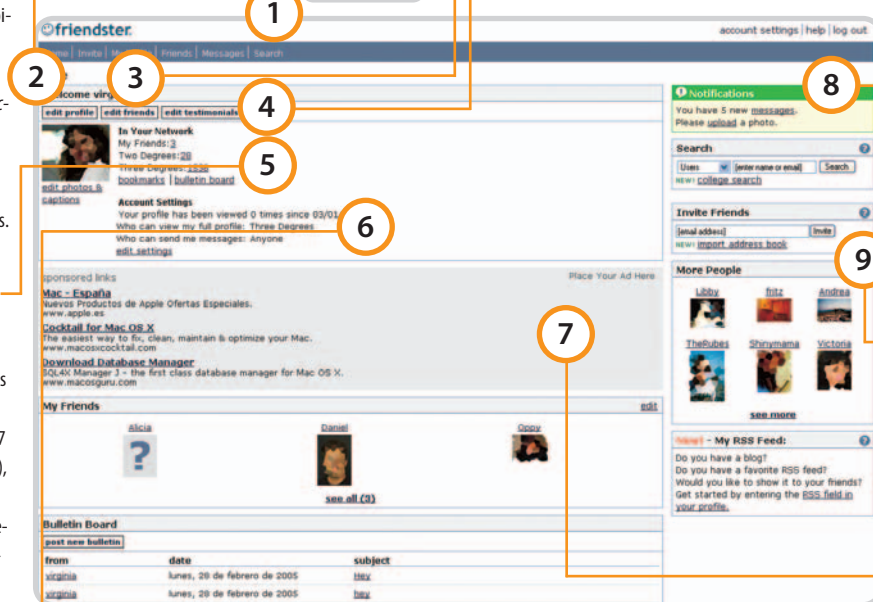 1
friendster.
account settings | help | log out
Invite
Friends | Messages | Search
2
3
Welcome
8
Notifications
4
edit profile
edit friends
edit testimonials
You have 5 new messages.
Please upload a photo.
In Your Network
My Friends:3
Two Degrees:28
Three Degrees:
5
bookmarks | bulletin board
edit photos &
captions
Search
Users
[enter name or email]
Search
NEW! college search
Account Settings
Your profile has been viewed 0 times since 03/01
Who can view my full profile: Three Degrees
Who can send me messages: Anyone
edit settings
6
Invite Friends
[email address]
Invite
NEW! import address book
sponsored links
Place Your Ad Here
Mac - España
Nuevos Productos de Apple Ofertas Especiales.
www.apple.es
Cocktail for Mac OS X
The easiest way to fix, clean, maintain & optimize your Mac.
www.macosxcocktail.com
Download Database Manager
SQL4X Manager J - the first class database manager for Mac OS X.
www.macosguru.com
7
More People
9
Libby
fritz
Andrea
TheRubes
Shinymama
Victoria
see more
My Friends
edit
Alicia
Daniel
Oppy
?
see all (3)
- My RSS Feed:
Do you have a blog?
Do you have a favorite RSS feed?
Would you like to show it to your friends?
Get started by entering the RSS field in
your profile.
Bulletin Board
post new bulletin
from date subject
virginia lunes, 28 de febrero de 2005 Hey
virginia lunes, 28 de febrero de 2005 hey
s.
s
7
),